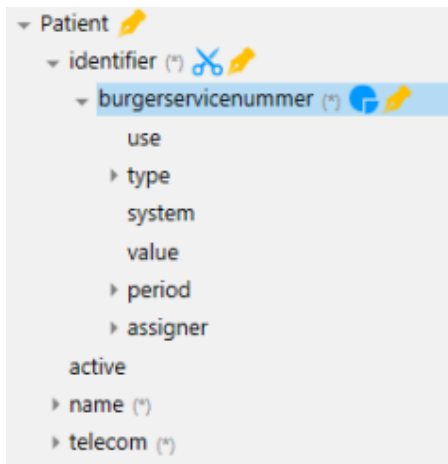 Patient
identifier (*)
burgerservicenummer (*)
use
type
system
value
period
assigner
active
name (*)
telecom (*)